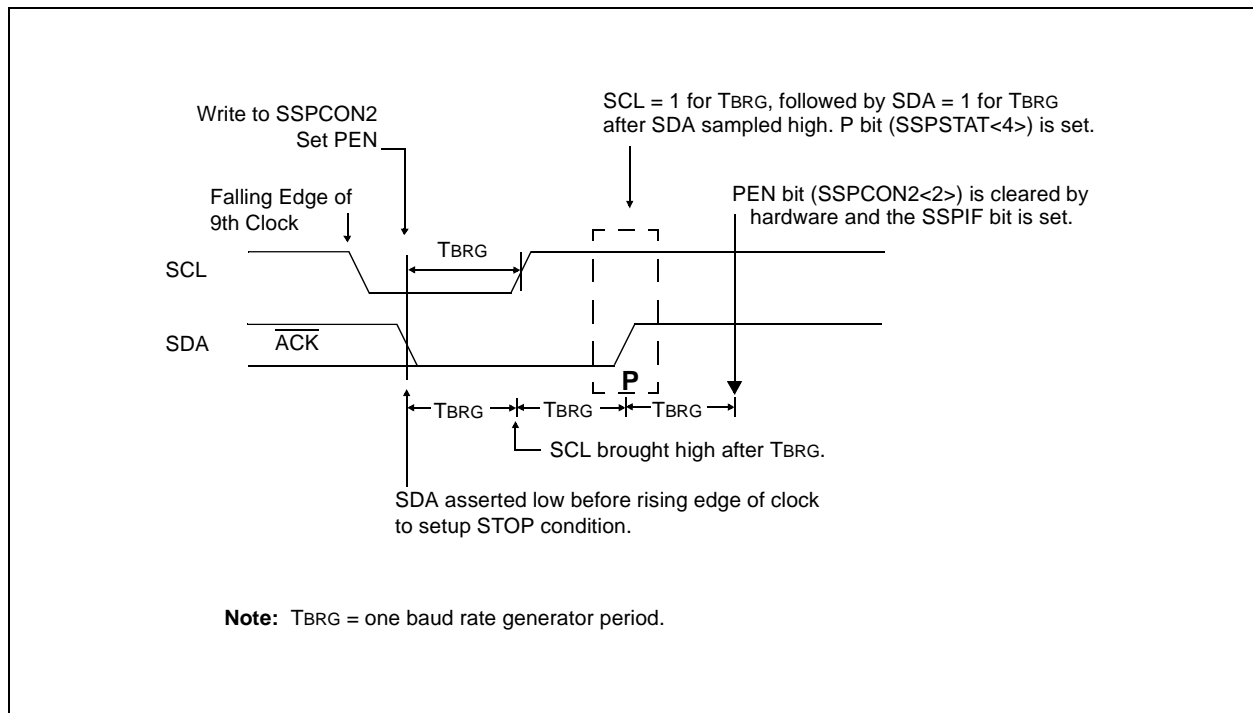 Write to SSPCON2
Set PEN
SCL = 1 for TBRG, followed by SDA = 1 for TBRG
after SDA sampled high. P bit (SSPSTAT<4>) is set.
Falling Edge of
9th Clock
PEN bit (SSPCON2<2>) is cleared by
hardware and the SSPIF bit is set.
TBRG
SCL
SDA
ACK
P
TBRG
TBRG
TBRG
SCL brought high after TBRG.
SDA asserted low before rising edge of clock
to setup STOP condition.
Note: TBRG = one baud rate generator period.